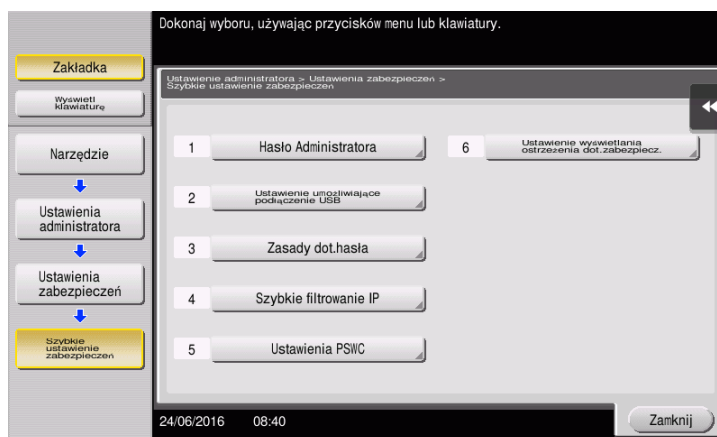 Dokonaj wyboru, używając przycisków menu lub klawiatury.
Zakładka
Wyświetl
klawiaturę
Narzędzie
Ustawienia
administratora
Ustawienia
zabezpieczeń
Szybkie
ustawienie
zabezpieczeń
Ustawienie administratora > Ustawienia zabezpieczeń >
Szybkie ustawienie zabezpieczeń
1 Hasło Administratora
2 Ustawienie umożliwiające
podłączenie USB
3 Zasady dot.hasła
4 Szybkie filtrowanie IP
5 Ustawienia PSWC
6 Ustawienie wyświetlania
ostrzeżenia dot.zabezpiecz.
24/06/2016 08:40
Zamknij